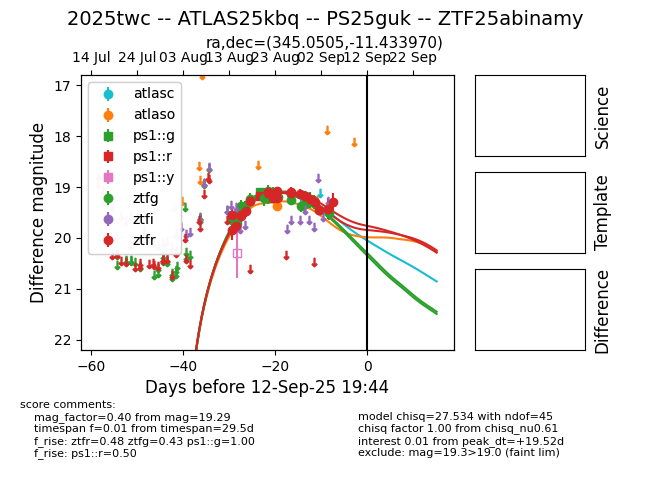 2025twc -- ATLAS25kbq -- PS25guk -- ZTF25abinamy
ra,dec=(345.0505,-11.433970)
14 Jul 24 Jul 03 Aug 13 Aug 23 Aug 02 Sep 12 Sep 22 Sep
atlasc
atlaso
ps1::g
ps1::r
ps1::y
ztfg
ztfi
ztfr
Difference magnitude
17
18
19
20
21
22
−60 −40 −20 0
Days before 12-Sep-25 19:44
Science
Template
Difference
score comments:
mag_factor=0.40 from mag=19.29
timespan f=0.01 from timespan=29.5d
f_rise: ztfr=0.48 ztfg=0.43 ps1::g=1.00
f_rise: ps1::r=0.50
model chisq=27.534 with ndof=45
chisq factor 1.00 from chisq_nu0.61
interest 0.01 from peak_dt=+19.52d
exclude: mag=19.3>19.0 (faint lim)